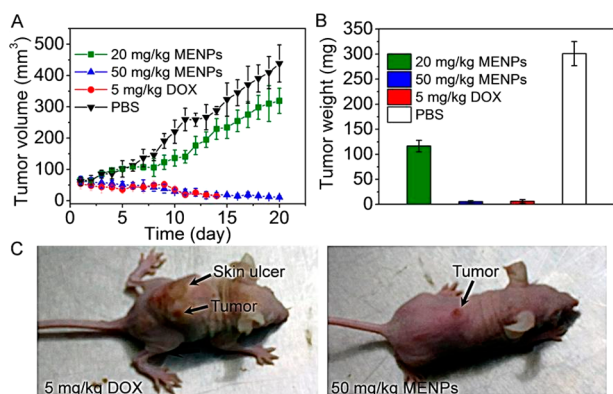 A
Tumor volume (mm³)
500
400
300
200
100
0
20 mg/kg MENPs
50 mg/kg MENPs
5 mg/kg DOX
PBS
0 5 10 15 20
Time (day)
B
Tumor weight (mg)
350
300
250
200
150
100
50
0
20 mg/kg MENPs
50 mg/kg MENPs
5 mg/kg DOX
PBS
C
Skin ulcer
Tumor
5 mg/kg DOX
Tumor
50 mg/kg MENPs